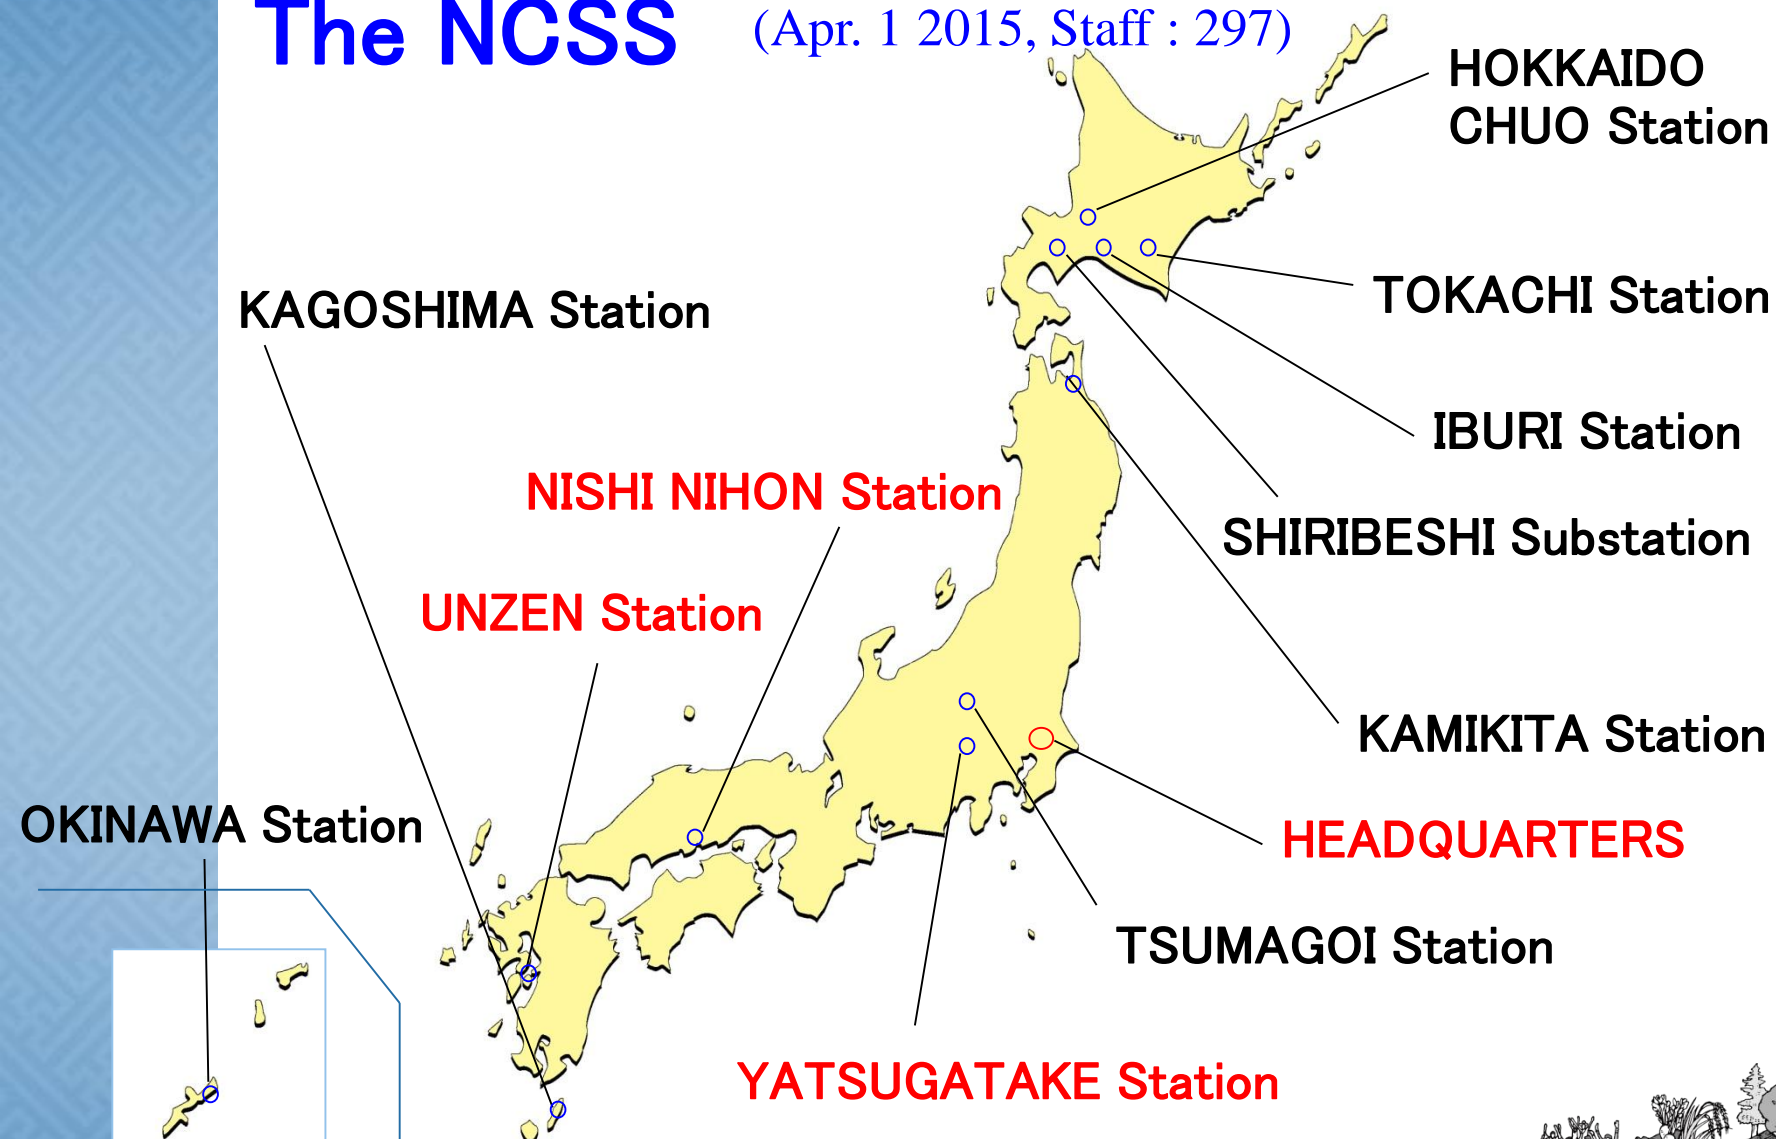 The NCSS (Apr. 1 2015, Staff : 297)
HOKKAIDO
CHUO Station
TOKACHI Station
KAGOSHIMA Station
IBURI Station
NISHI NIHON Station
SHIRIBESHI Substation
UNZEN Station
KAMIKITA Station
OKINAWA Station
HEADQUARTERS
TSUMAGOI Station
YATSUGATAKE Station